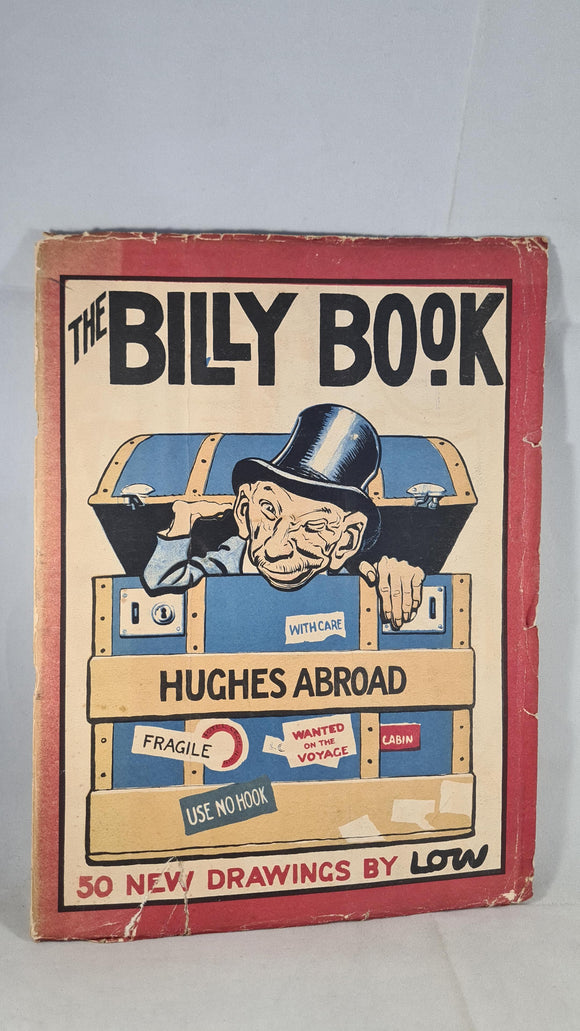 THE BILLY BOOK
WITH CARE
HUGHES ABROAD
FRAGILE
WANTED
ON THE
VOYAGE
CABIN
USE NO HOOK
50 NEW DRAWINGS BY LOW